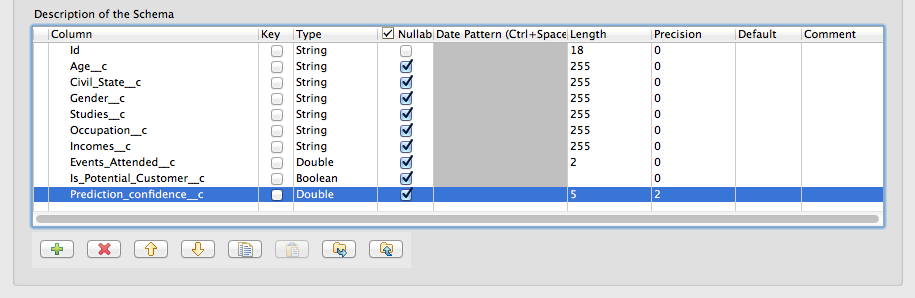 Description of the Schema
Column Key Type Nullab Date Pattern (Ctrl+Space Length Precision Default Comment
Id String 18 0
Age__c String 255 0
Civil_State__c String 255 0
Gender__c String 255 0
Studies__c String 255 0
Occupation__c String 255 0
Incomes__c String 255 0
Events_Attended__c Double 2 0
Is_Potential_Customer__c Boolean 0
Prediction_confidence__c Double 5 2